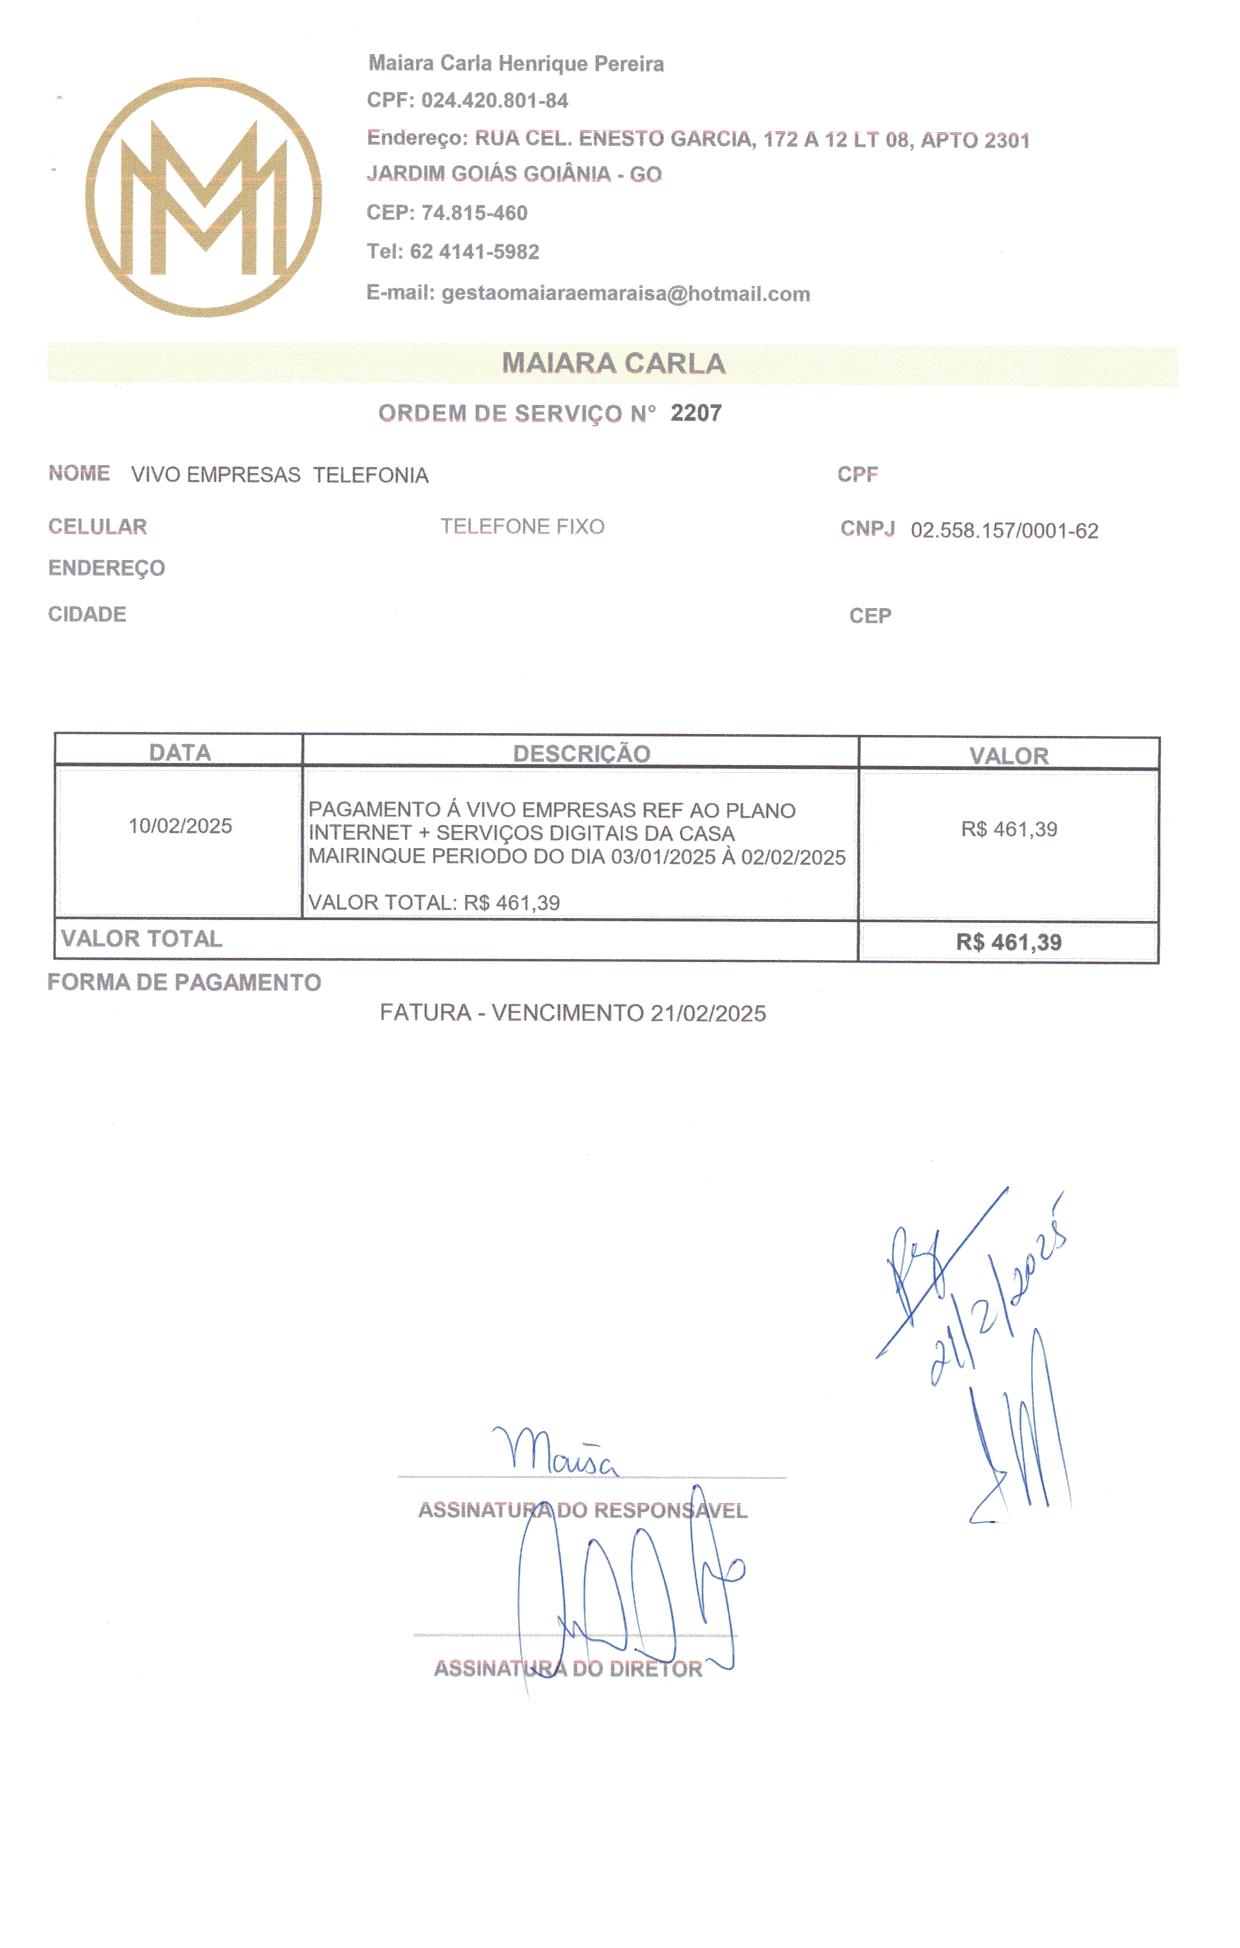 Maiara Carla Henrique Pereira
CPF: 024.420.801-84
Endereço: RUA CEL. ENESTO GARCIA, 172 A 12 LT 08, APTO 2301
JARDIM GOIÁS GOIÂNIA - GO
CEP: 74.815-460
Tel: 62 4141-5982
E-mail: gestaomaiaraemaraisa@hotmail.com
MAIARA CARLA
ORDEM DE SERVIÇO N° 2207
NOME VIVO EMPRESAS TELEFONIA CPF
CELULAR TELEFONE FIXO CNPJ 02.558.157/0001-62
ENDEREÇO
CIDADE CEP
DATA DESCRIÇÃO VALOR
10/02/2025 PAGAMENTO Á VIVO EMPRESAS REF AO PLANO R$ 461,39
INTERNET + SERVIÇOS DIGITAIS DA CASA
MAIRINQUE PERIODO DO DIA 03/01/2025 À 02/02/2025
VALOR TOTAL: R$ 461,39
VALOR TOTAL R$ 461,39
FORMA DE PAGAMENTO
FATURA - VENCIMENTO 21/02/2025
21/2/2025
Maisa
ASSINATURA DO RESPONSÁVEL
ASSINATURA DO DIRETOR